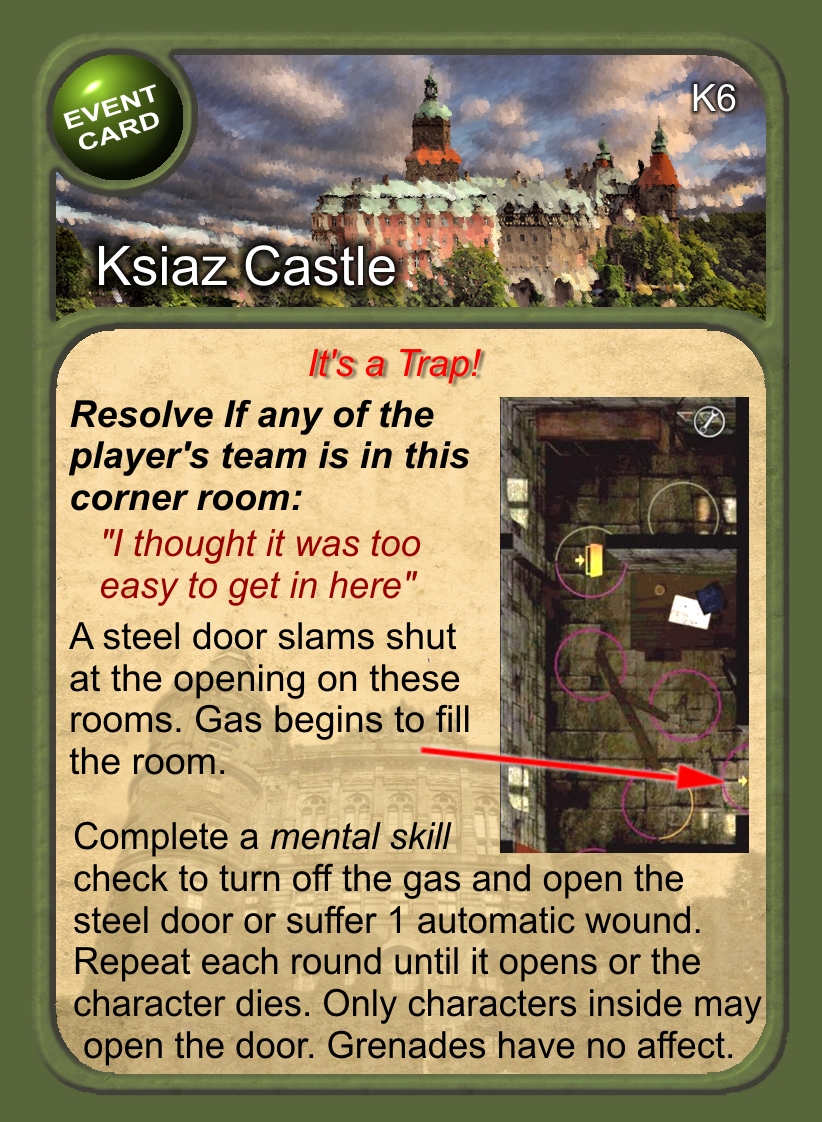 EVENT
CARD
K6
Ksiaz Castle
It's a Trap!
Resolve If any of the
player's team is in this
corner room:
"I thought it was too
easy to get in here"
A steel door slams shut
at the opening on these
rooms. Gas begins to fill
the room.
Complete a mental skill
check to turn off the gas and open the
steel door or suffer 1 automatic wound.
Repeat each round until it opens or the
character dies. Only characters inside may
open the door. Grenades have no affect.